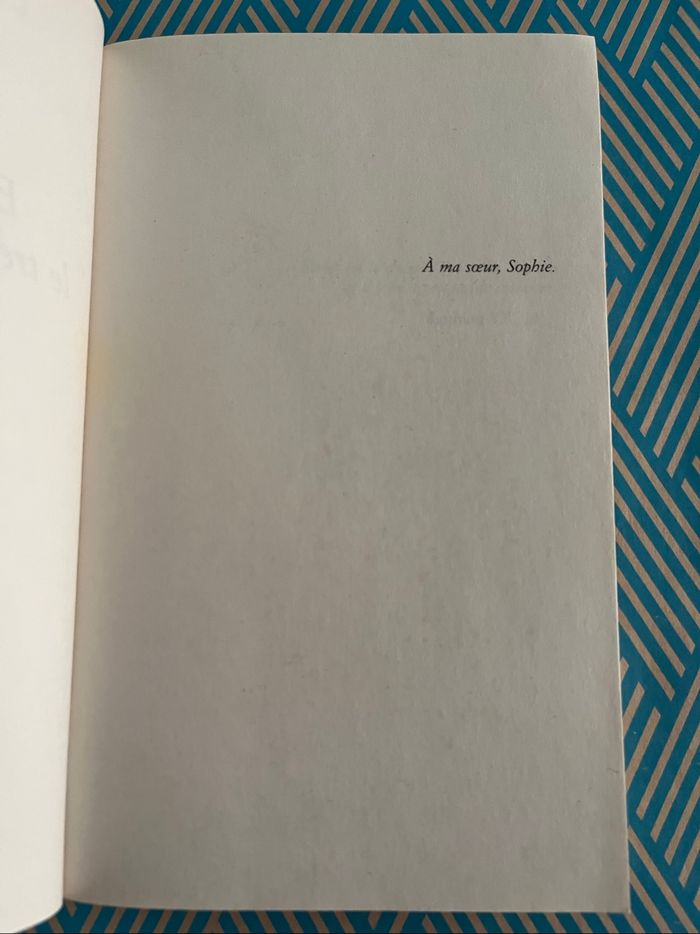 À ma sœur, Sophie.